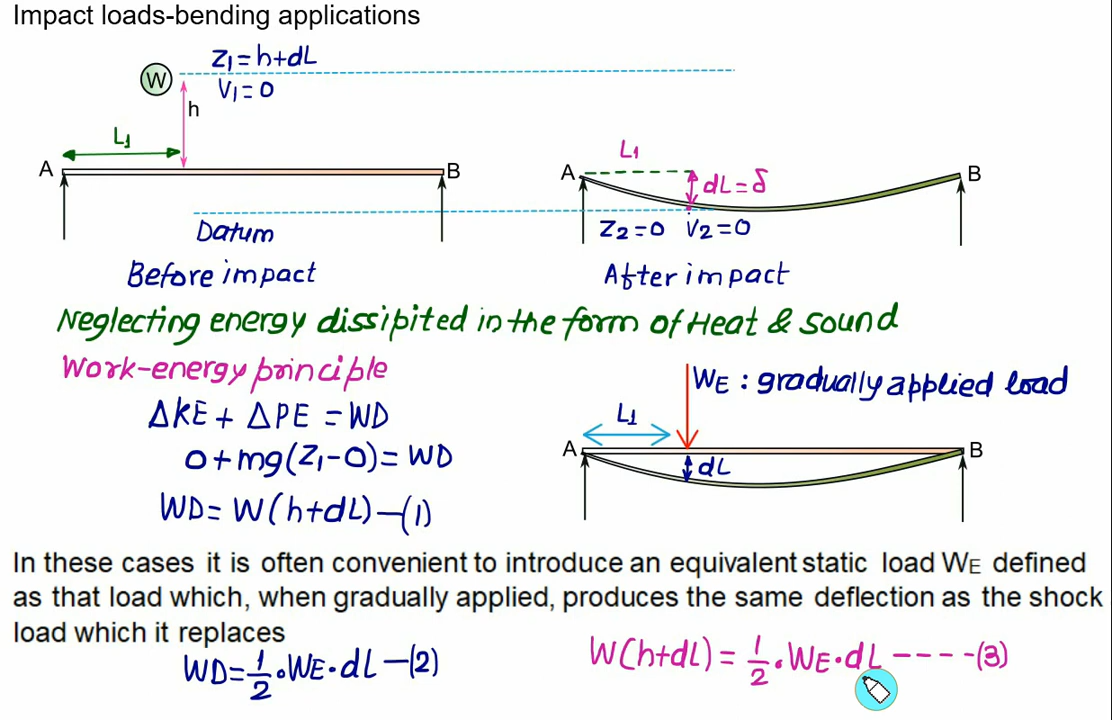 Impact loads-bending applications
Z1=h+dL
W
V1=0
h
L1
A
B
L1
A
B
dL=δ
Datum
Z2=0 V2=0
Before impact
After impact
Neglecting energy dissibited in the form of Heat & sound
Work-energy principle
WE : gradually applied load
ΔKE + ΔPE = WD
L1
A
B
0+mg(Z1-0)= WD
dL
WD= W(h+dL)-(1)
In these cases it is often convenient to introduce an equivalent static load WE defined
as that load which, when gradually applied, produces the same deflection as the shock
load which it replaces
WD=1/2.WE.dL-(2)
W(h+dL)=1/2.WE.dL----(3)